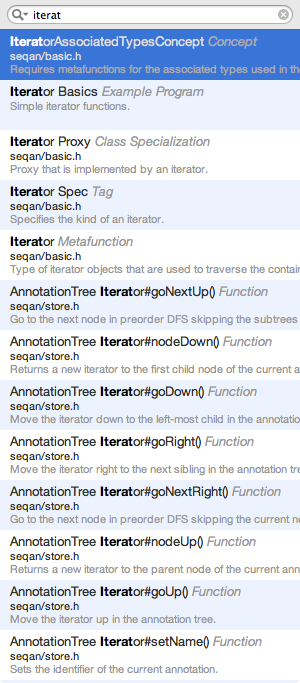 iterat
IteratorAssociatedTypesConcept Concept
seqan/basic.h
Requires metafunctions for the associated types used in the
Iterator Basics Example Program
Simple iterator functions.
Iterator Proxy Class Specialization
seqan/basic.h
Proxy that is implemented by an iterator.
Iterator Spec Tag
seqan/basic.h
Specifies the kind of an iterator.
Iterator Metafunction
seqan/basic.h
Type of iterator objects that are used to traverse the contain
AnnotationTree Iterator#goNextUp() Function
seqan/store.h
Go to the next node in preorder DFS skipping the subtrees
AnnotationTree Iterator#nodeDown() Function
seqan/store.h
Returns a new iterator to the first child node of the current a
AnnotationTree Iterator#goDown() Function
seqan/store.h
Move the iterator down to the left-most child in the annotatio
AnnotationTree Iterator#goRight() Function
seqan/store.h
Move the iterator right to the next sibling in the annotation tre
AnnotationTree Iterator#goNextRight() Function
seqan/store.h
Go to the next node in preorder DFS skipping the current no
AnnotationTree Iterator#nodeUp() Function
seqan/store.h
Returns a new iterator to the parent node of the current ann
AnnotationTree Iterator#goUp() Function
seqan/store.h
Move the iterator up in the annotation tree.
AnnotationTree Iterator#setName() Function
seqan/store.h
Sets the identifier of the current annotation.